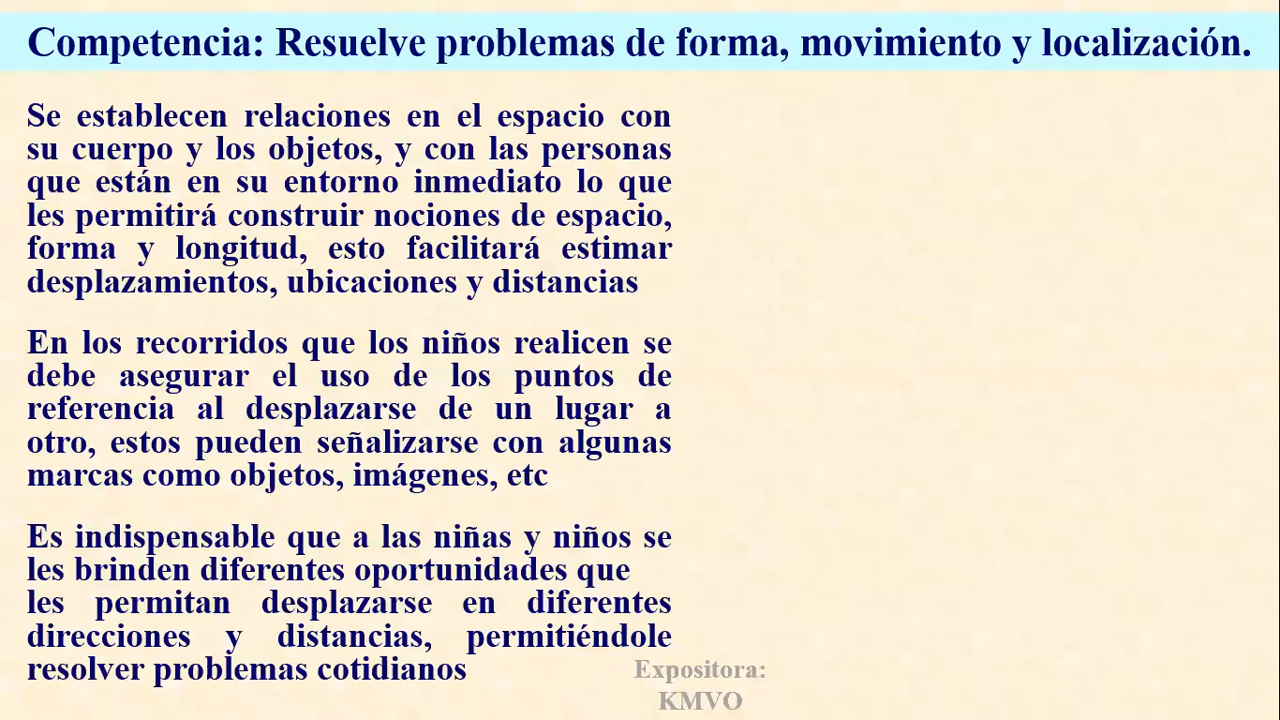 Competencia: Resuelve problemas de forma, movimiento y localización.
Se establecen relaciones en el espacio con
su cuerpo y los objetos, y con las personas
que están en su entorno inmediato lo que
les permitirá construir nociones de espacio,
forma y longitud, esto facilitará estimar
desplazamientos, ubicaciones y distancias
En los recorridos que los niños realicen se
debe asegurar el uso de los puntos de
referencia al desplazarse de un lugar a
otro, estos pueden señalizarse con algunas
marcas como objetos, imágenes, etc
Es indispensable que a las niñas y niños se
les brinden diferentes oportunidades que
les permitan desplazarse en diferentes
direcciones y distancias, permitiéndole
resolver problemas cotidianos
Expositora:
KMVO